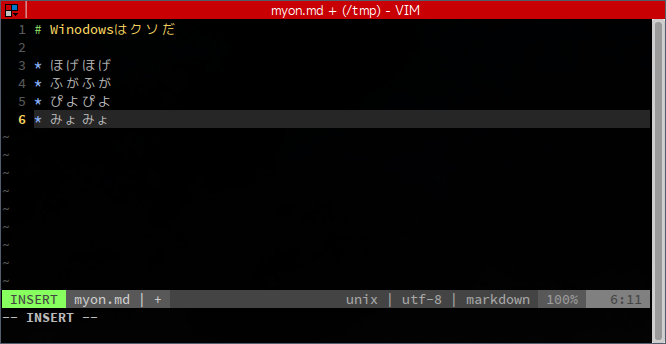 myon.md + (/tmp) - VIM
1 # Winodowsはクソだ
2
3 * ほげほげ
4 * ふがふが
5 * ぴよぴよ
6 * みょみょ
~
~
~
~
~
~
~
~
~
INSERT myon.md | + unix | utf-8 | markdown 100% 6:11
-- INSERT --